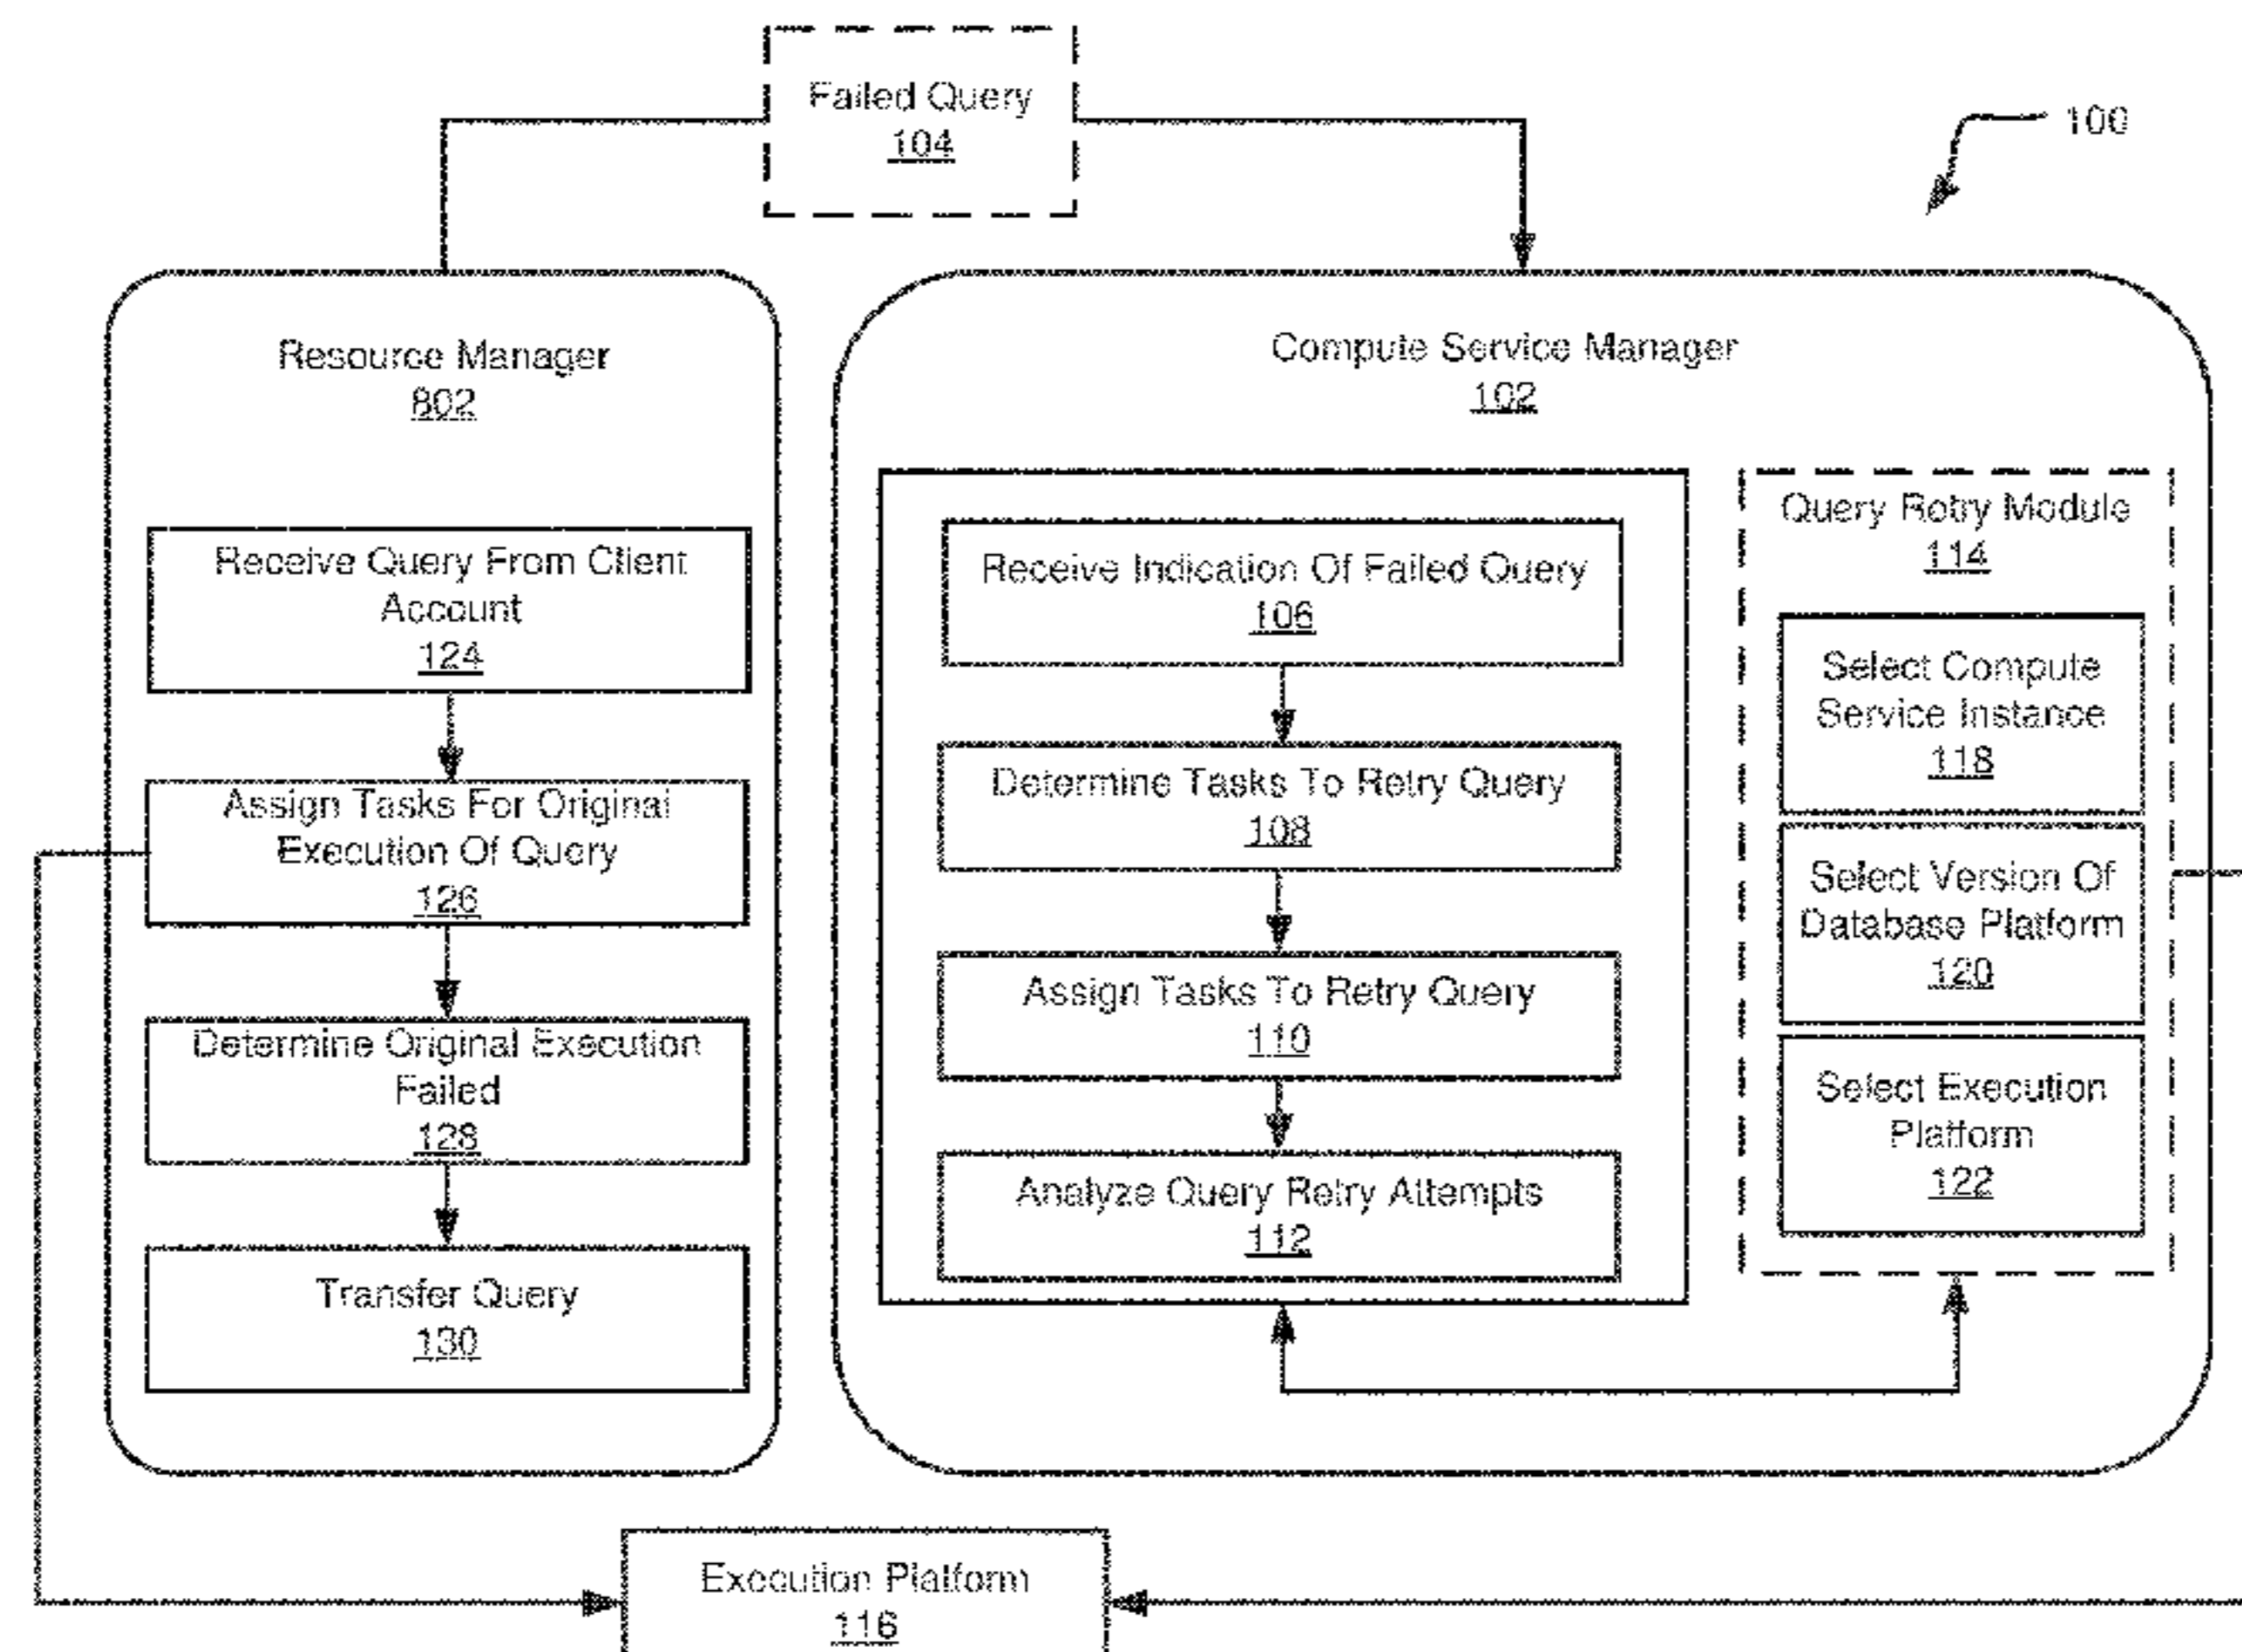 Failed Query
104
100
Resource Manager
802
Receive Query From Client
Account
124
Assign Tasks For Original
Execution Of Query
126
Determine Original Execution
Failed
128
Transfer Query
130
Compute Service Manager
102
Receive Indication Of Failed Query
106
Determine Tasks To Retry Query
108
Assign Tasks To Retry Query
110
Analyze Query Retry Attempts
112
Query Retry Module
114
Select Compute
Service Instance
118
Select Version Of
Database Platform
120
Select Execution
Platform
122
Execution Platform
116